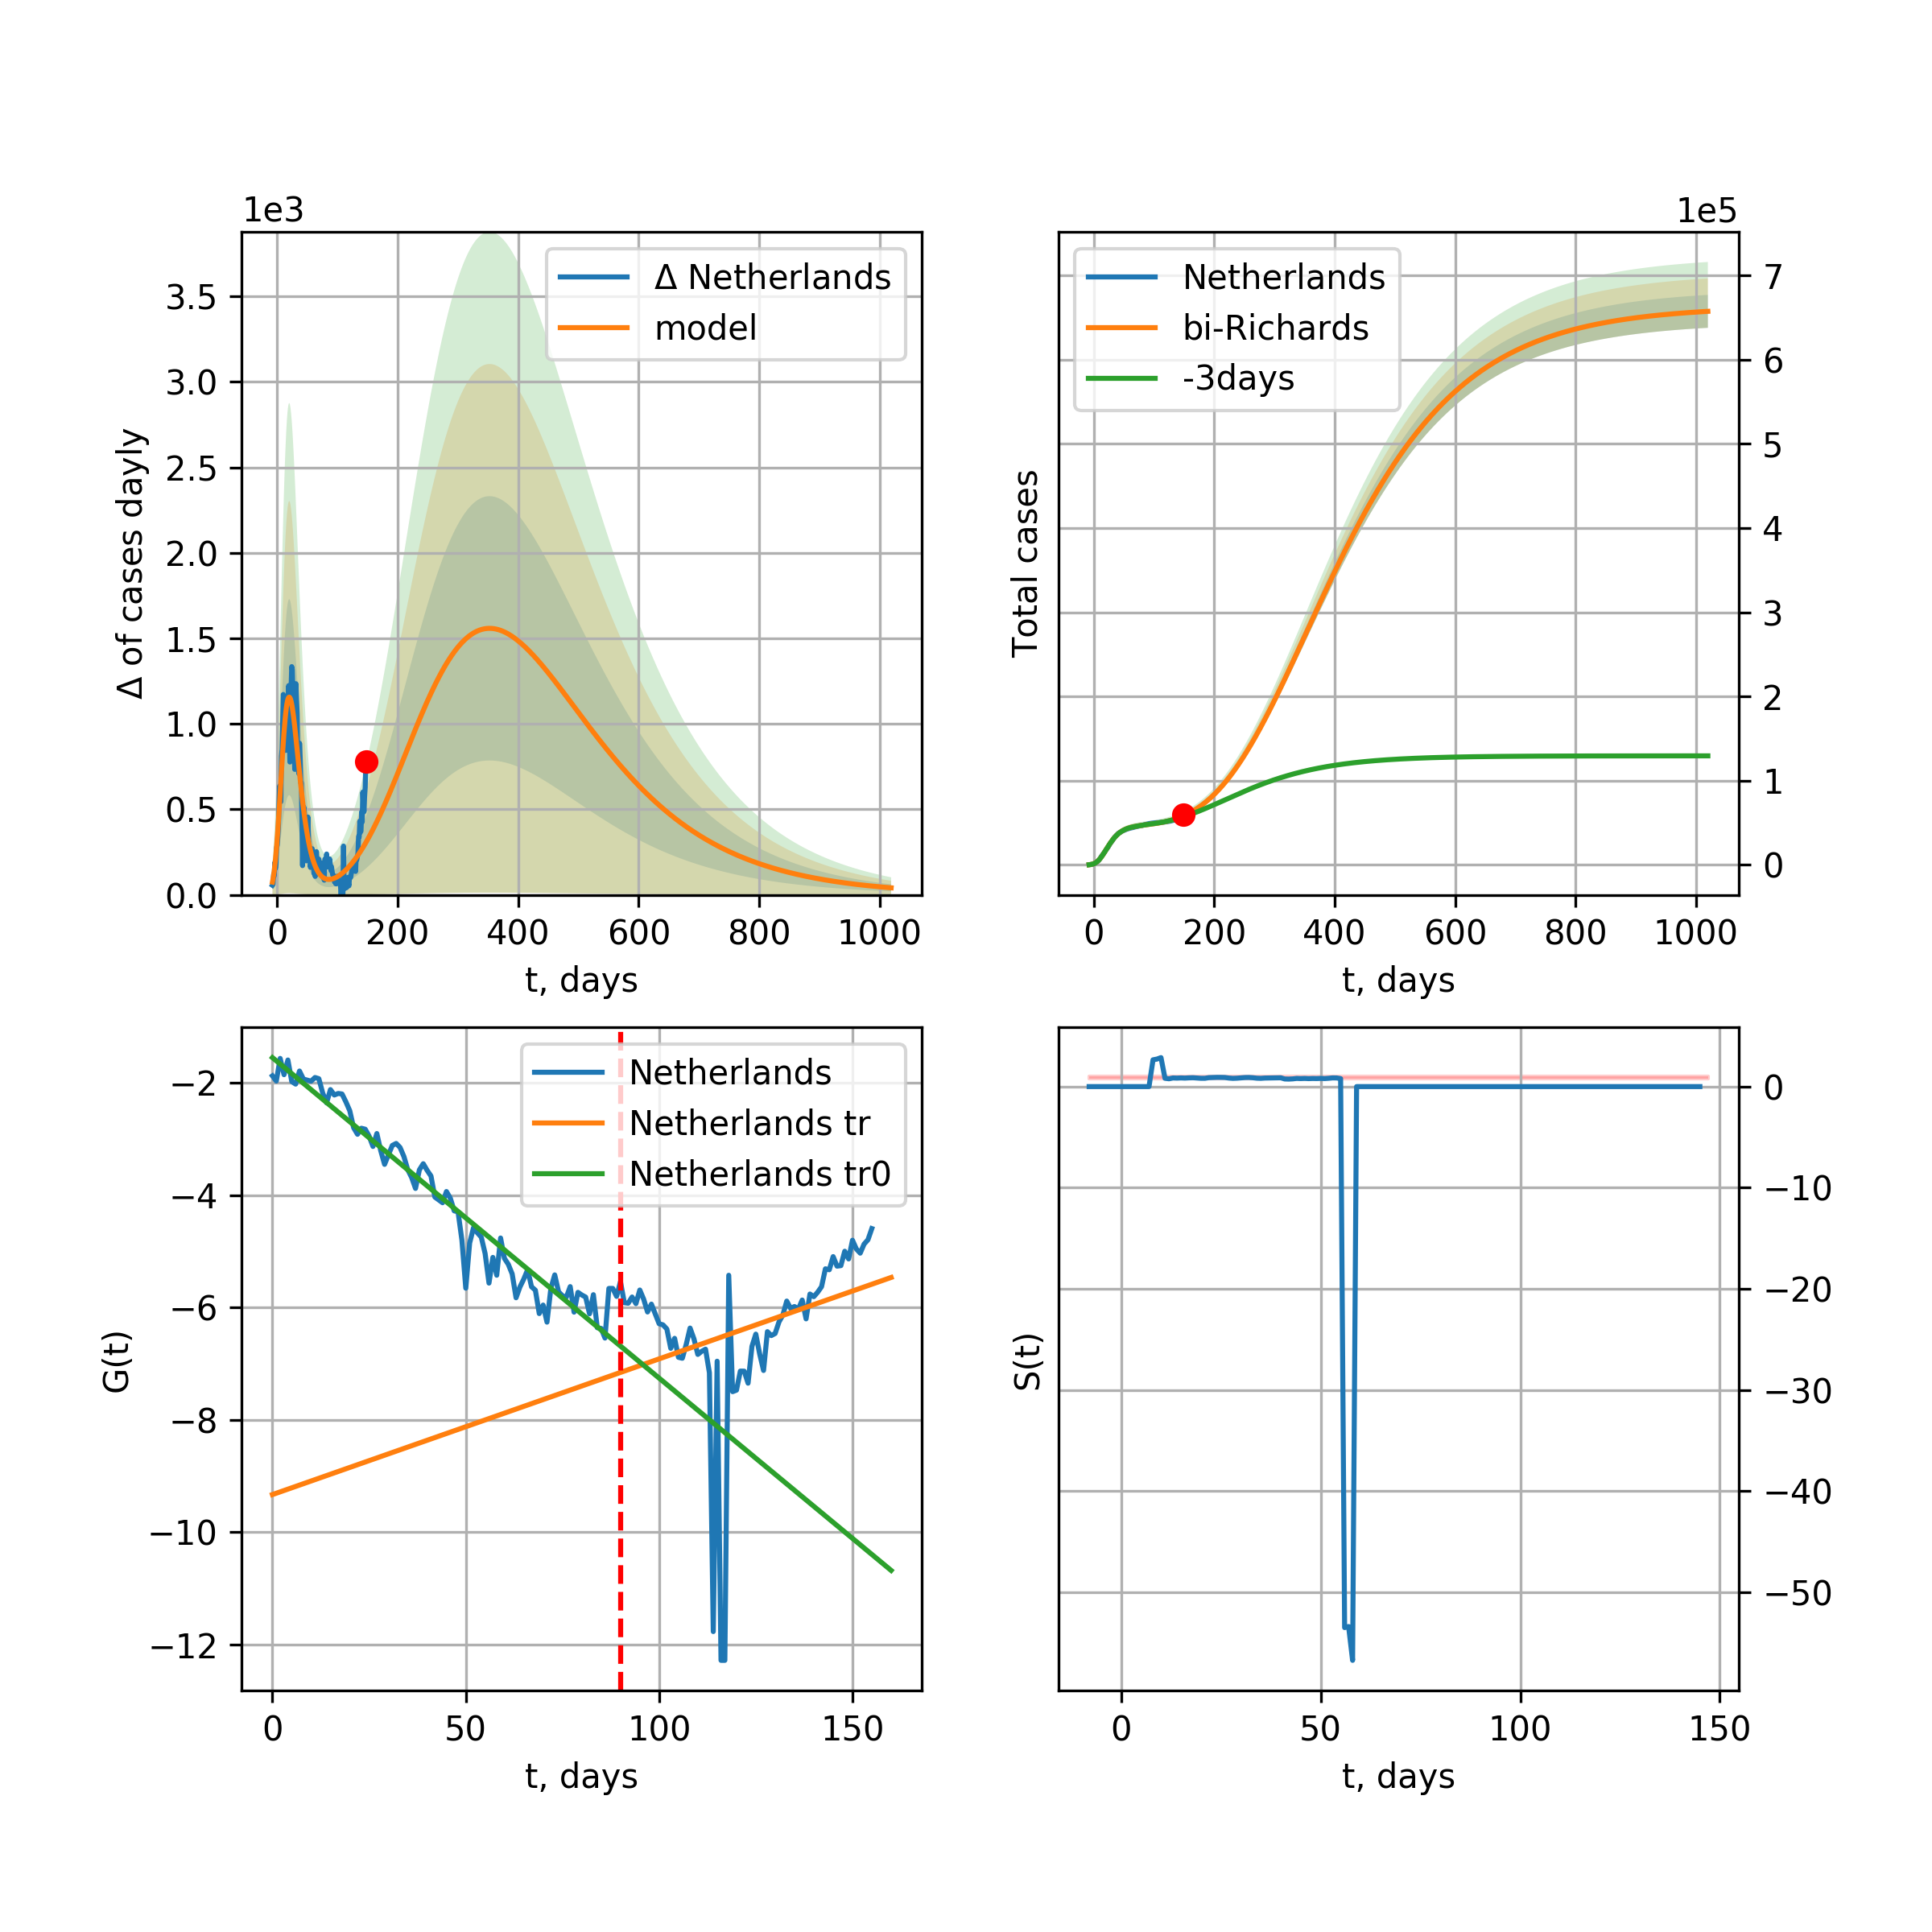 1e3
Δ Netherlands
model
3.5
3.0
2.5
2.0
1.5
1.0
0.5
0.0
Δ of cases dayly
0 200 400 600 800 1000
t, days
1e5
Netherlands
bi-Richards
-3days
7
6
5
4
3
2
1
0
Total cases
0 200 400 600 800 1000
t, days
Netherlands
Netherlands tr
Netherlands tr0
−2
−4
−6
−8
−10
−12
G(t)
0 50 100 150
t, days
0
−10
−20
−30
−40
−50
S(t)
0 50 100 150
t, days